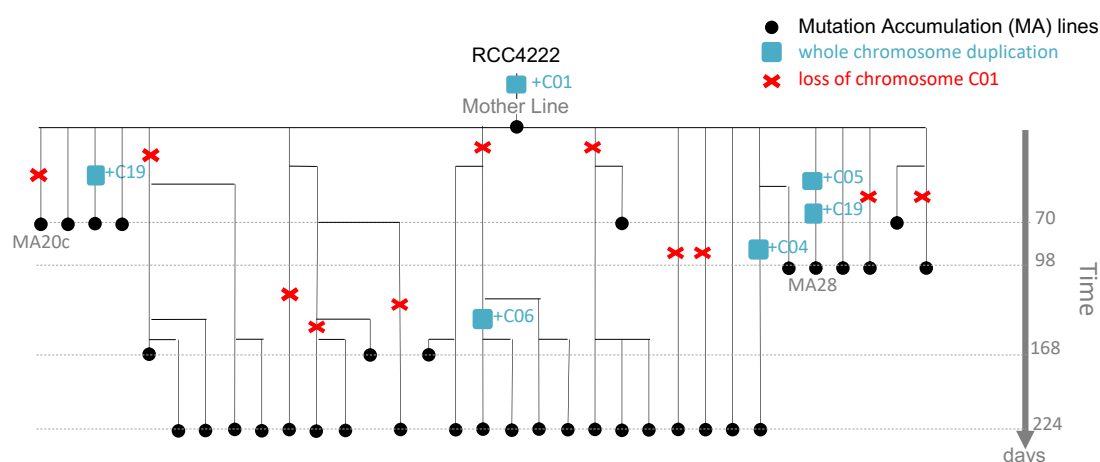 Mutation Accumulation (MA) lines
whole chromosome duplication
loss of chromosome C01
RCC4222
+C01
Mother Line
+C19
+C05
+C19
MA20c
70
+C04
98
MA28
+C06
168
224
Time
days